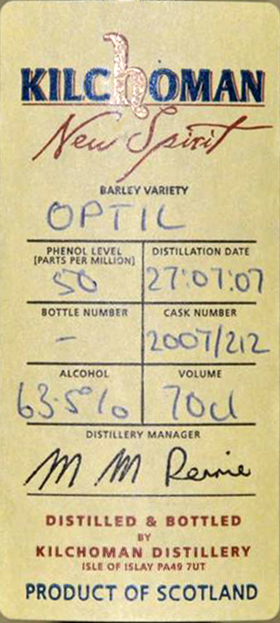 KILCHOMAN
New Spirit
BARLEY VARIETY
OPTIC
PHENOL LEVEL
[PARTS PER MILLION]
50
DISTILLATION DATE
27:07:07
BOTTLE NUMBER
-
CASK NUMBER
2007/212
ALCOHOL
63.5%
VOLUME
70cl
DISTILLERY MANAGER
M M Rennie
DISTILLED & BOTTLED
BY
KILCHOMAN DISTILLERY
ISLE OF ISLAY PA49 7UT
PRODUCT OF SCOTLAND